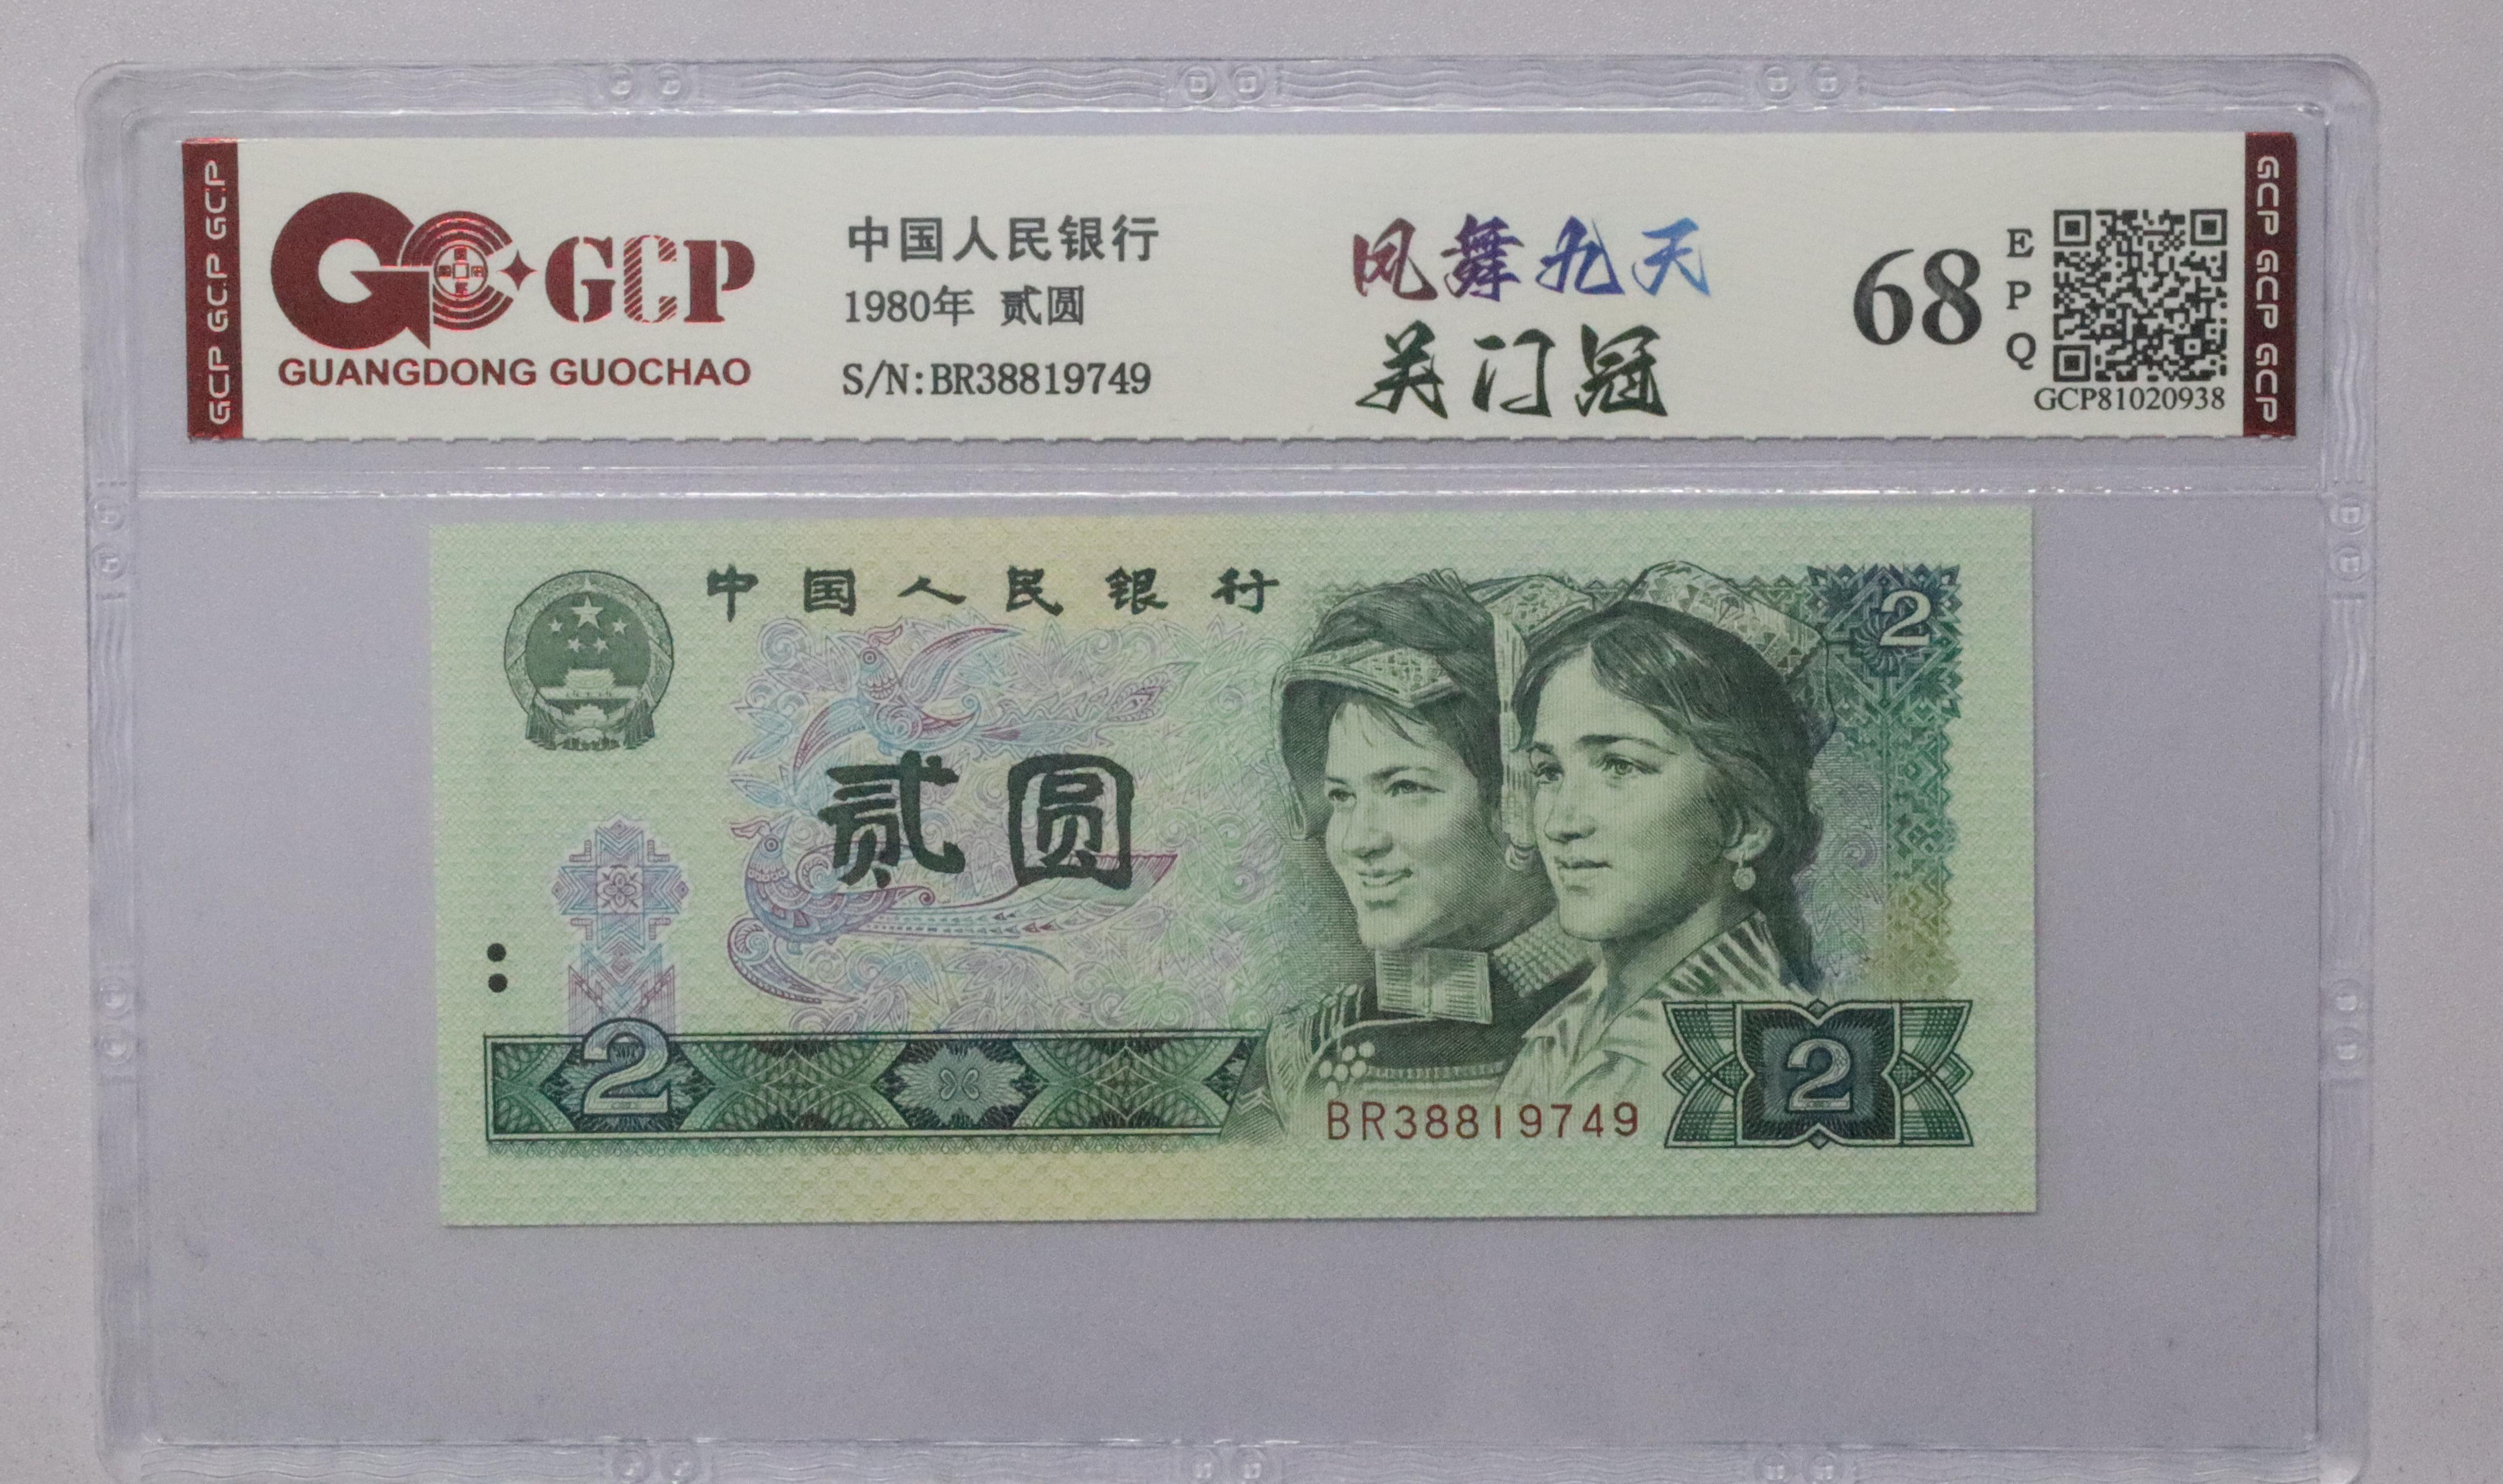 GCP GCP GCP
GCP
GUANGDONG GUOCHAO
中国人民银行
1980年 贰圆
S/N:BR38819749
凤舞九天
关门冠
68
EPQ
GCP81020938
GCP GCP GCP
中国人民银行
2
贰圆
2
BR38819749
2